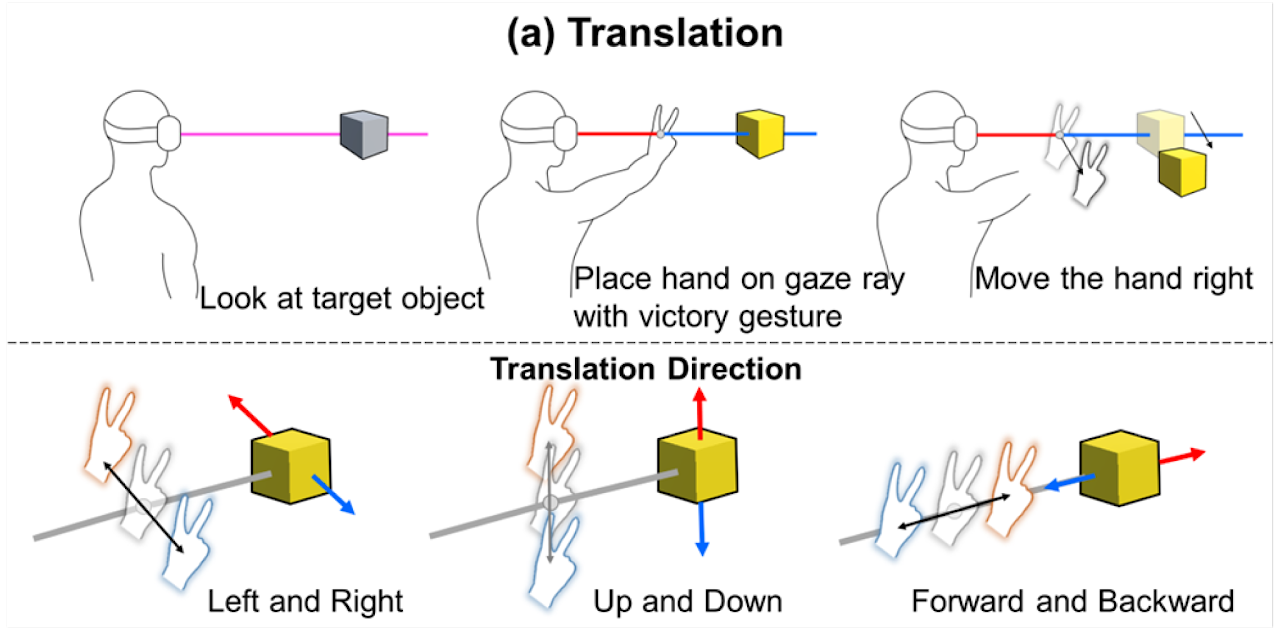 (a) Translation
Look at target object
Place hand on gaze ray
with victory gesture
Move the hand right
Translation Direction
Left and Right
Up and Down
Forward and Backward